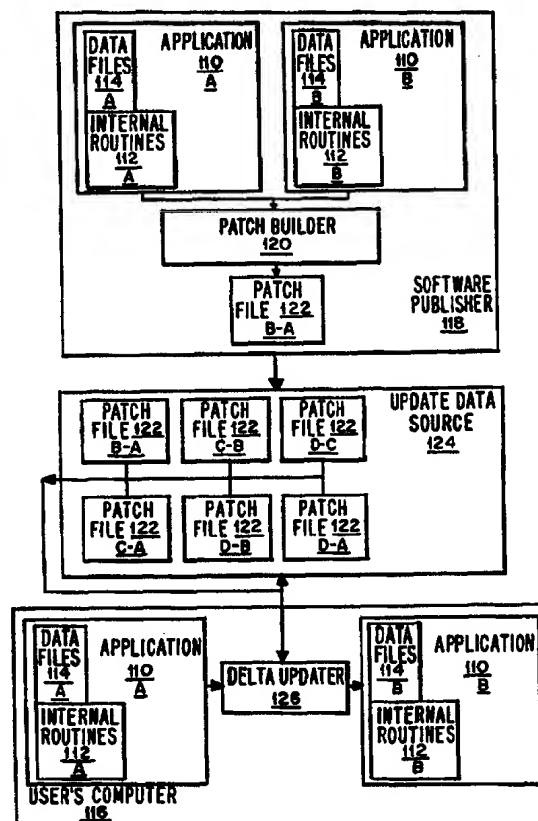 DATA
FILES
114
A
APPLICATION
110
A
INTERNAL
ROUTINES
112
A
DATA
FILES
114
B
APPLICATION
110
B
INTERNAL
ROUTINES
112
B
PATCH BUILDER
120
PATCH
FILE 122
B-A
SOFTWARE
PUBLISHER
118
PATCH
FILE 122
B-A
PATCH
FILE 122
C-B
PATCH
FILE 122
D-C
UPDATE DATA
SOURCE
124
PATCH
FILE 122
C-A
PATCH
FILE 122
D-B
PATCH
FILE 122
D-A
DATA
FILES
114
A
APPLICATION
110
A
INTERNAL
ROUTINES
112
A
DELTA UPDATER
126
DATA
FILES
114
B
APPLICATION
110
B
INTERNAL
ROUTINES
112
B
USER'S COMPUTER
116